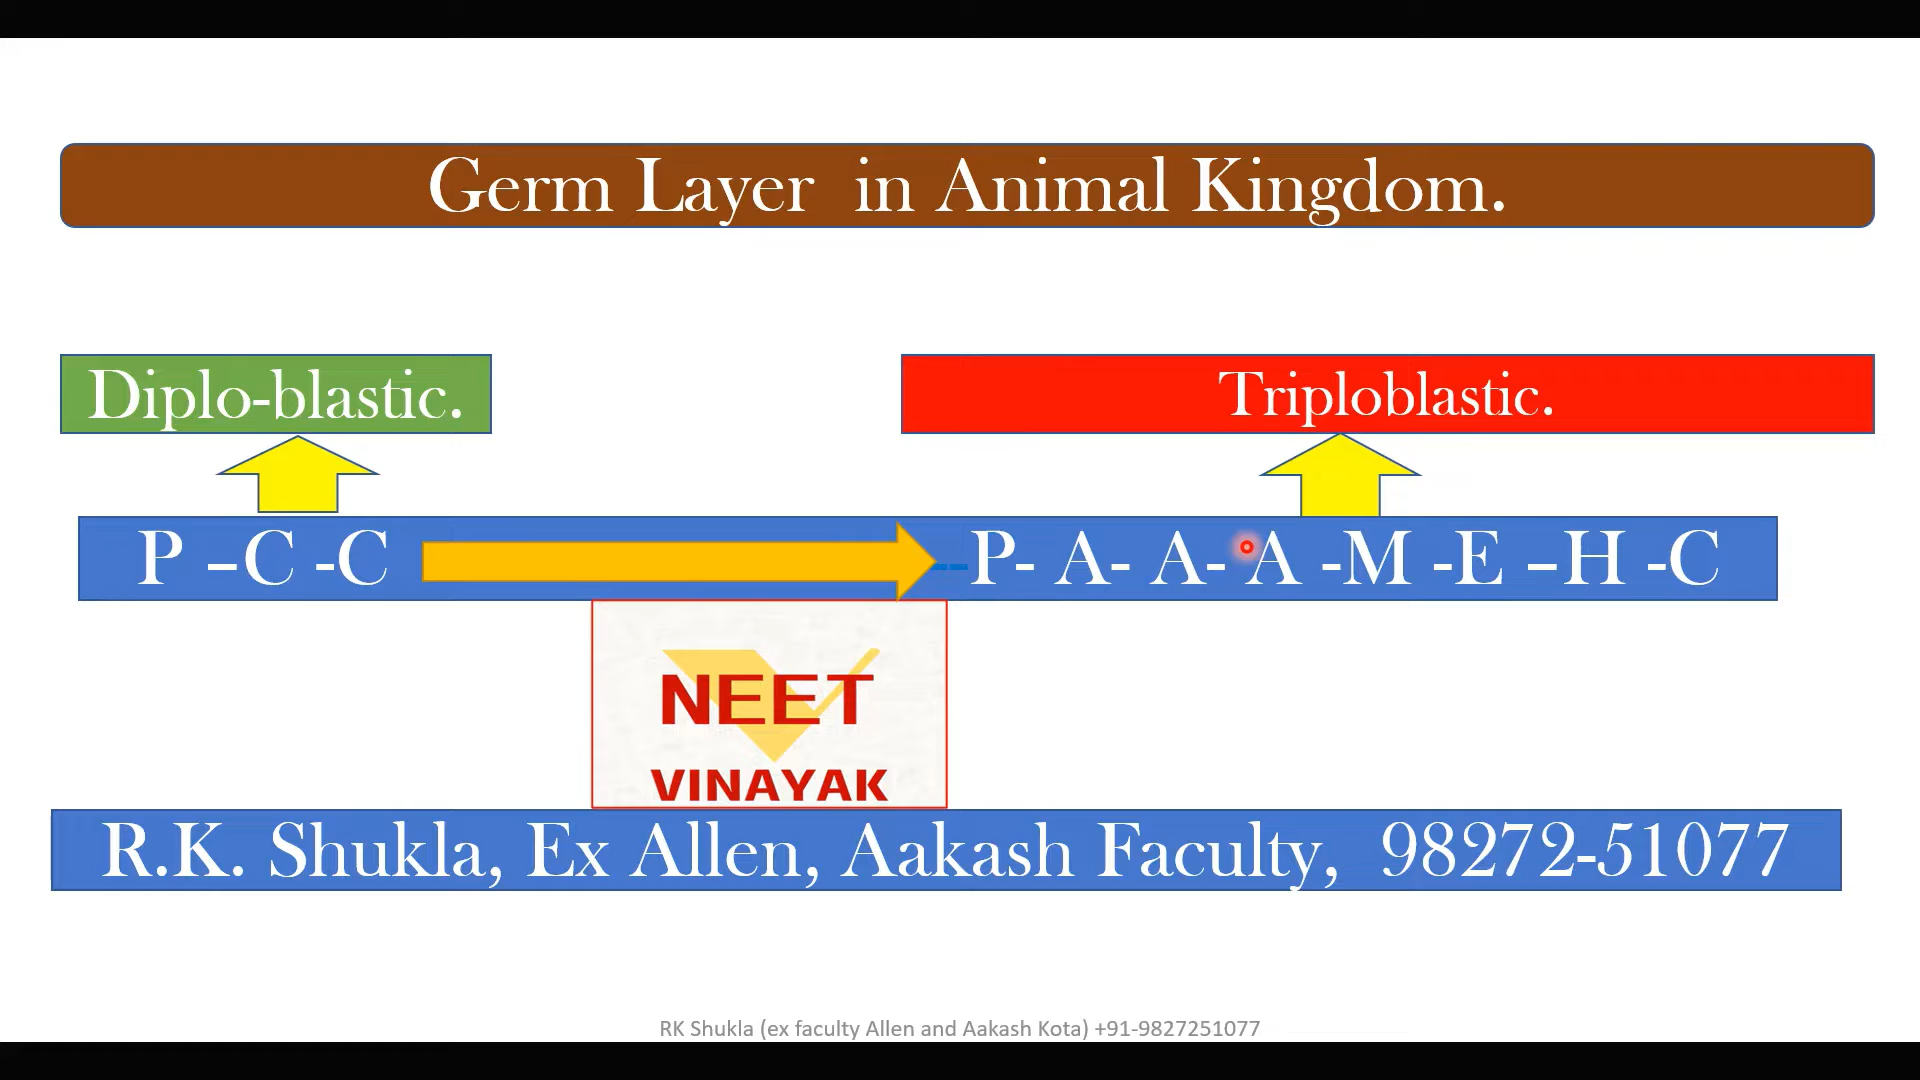 Germ Layer in Animal Kingdom.
Diplo-blastic.
Triploblastic.
P –C -C --P- A- A- A -M -E –H -C
NEET
VINAYAK
R.K. Shukla, Ex Allen, Aakash Faculty, 98272-51077
RK Shukla (ex faculty Allen and Aakash Kota) +91-9827251077